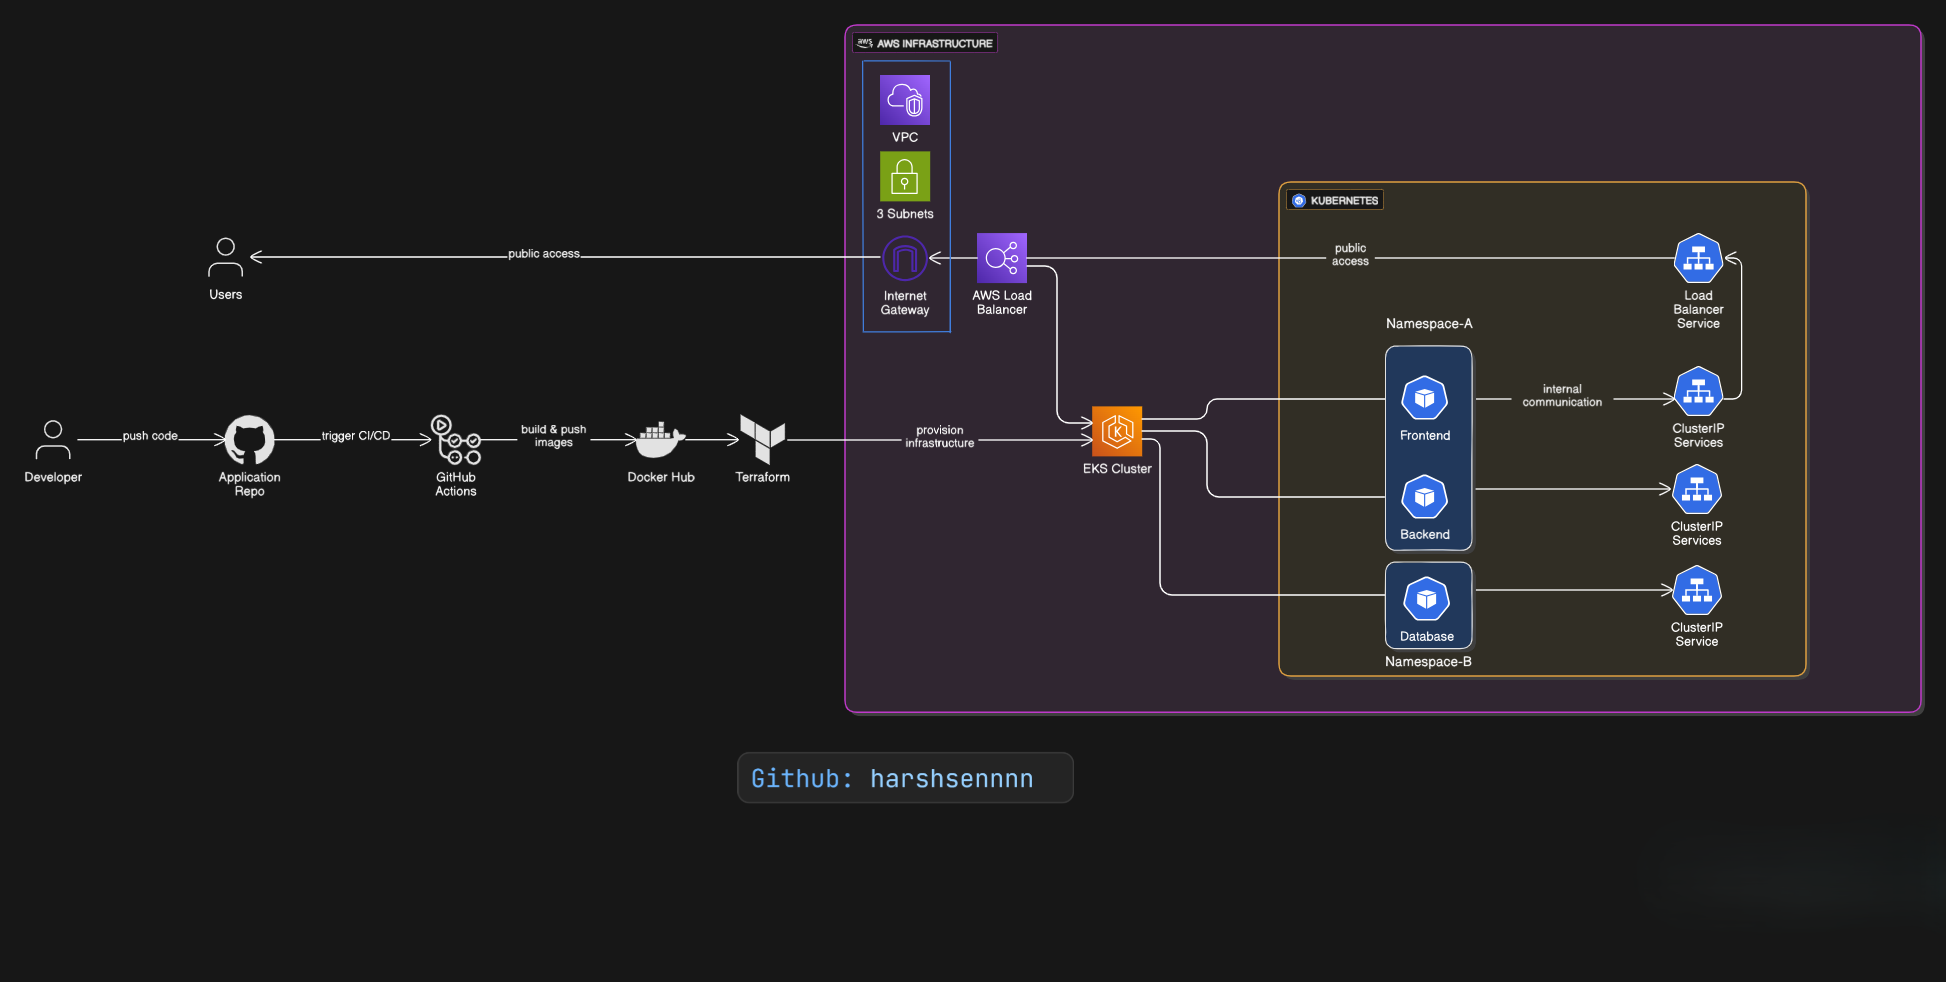 aws AWS INFRASTRUCTURE
VPC
3 Subnets
KUBERNETES
public access
public
access
Users
Internet
Gateway
AWS Load
Balancer
Load
Balancer
Service
Namespace-A
internal
communication
Frontend
ClusterIP
Services
push code
trigger CI/CD
build & push
images
provision
infrastructure
Developer
Application
Repo
GitHub
Actions
Docker Hub
Terraform
EKS Cluster
Backend
ClusterIP
Services
Database
ClusterIP
Service
Namespace-B
Github: harshsennnn